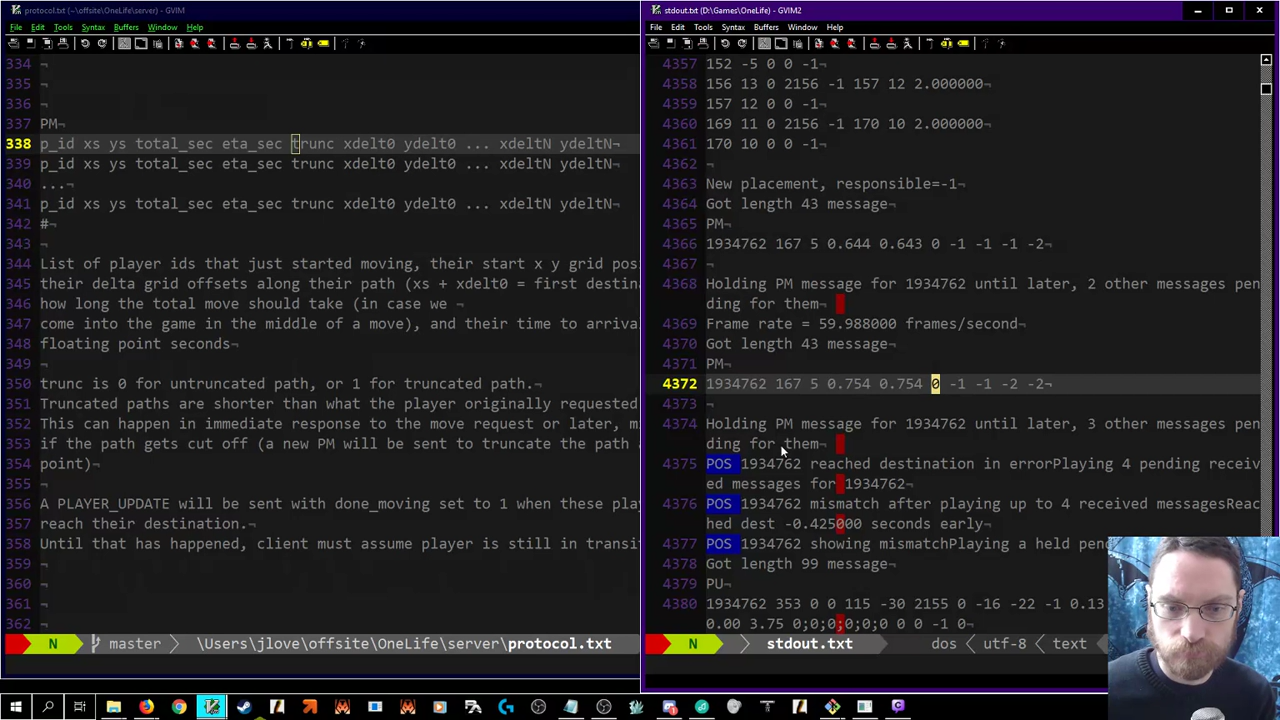 protocol.txt (~\offsite\OneLife\server) - GVIM
File Edit Tools Syntax Buffers Window Help
334 ¬
335 ¬
336 ¬
337 PM¬
338 p_id xs ys total_sec eta_sec trunc xdelt0 ydelt0 ... xdeltN ydeltN¬
339 p_id xs ys total_sec eta_sec trunc xdelt0 ydelt0 ... xdeltN ydeltN¬
340 ...¬
341 p_id xs ys total_sec eta_sec trunc xdelt0 ydelt0 ... xdeltN ydeltN¬
342 #¬
343 ¬
344 List of player ids that just started moving, their start x y grid pos
345 their delta grid offsets along their path (xs + xdelt0 = first destina
346 how long the total move should take (in case we ¬
347 come into the game in the middle of a move), and their time to arriva
348 floating point seconds¬
349 ¬
350 trunc is 0 for untruncated path, or 1 for truncated path.¬
351 Truncated paths are shorter than what the player originally requested
352 This can happen in immediate response to the move request or later, mi
353 if the path gets cut off (a new PM will be sent to truncate the path
354 point)¬
355 ¬
356 A PLAYER_UPDATE will be sent with done_moving set to 1 when these play
357 reach their destination.¬
358 Until that has happened, client must assume player is still in transit
359 ¬
360 ¬
361 ¬
362 ¬
N master \Users\jlove\offsite\OneLife\server\protocol.txt
stdout.txt (D:\Games\OneLife) - GVIM2
File Edit Tools Syntax Buffers Window Help
4357 152 -5 0 0 -1¬
4358 156 13 0 2156 -1 157 12 2.000000¬
4359 157 12 0 0 -1¬
4360 169 11 0 2156 -1 170 10 2.000000¬
4361 170 10 0 0 -1¬
4362 ¬
4363 New placement, responsible=-1¬
4364 Got length 43 message¬
4365 PM¬
4366 1934762 167 5 0.644 0.643 0 -1 -1 -1 -2¬
4367 ¬
4368 Holding PM message for 1934762 until later, 2 other messages pen
ding for them¬
4369 Frame rate = 59.988000 frames/second¬
4370 Got length 43 message¬
4371 PM¬
4372 1934762 167 5 0.754 0.754 0 -1 -1 -2 -2¬
4373 ¬
4374 Holding PM message for 1934762 until later, 3 other messages pen
ding for them¬
4375 POS 1934762 reached destination in errorPlaying 4 pending receiv
ed messages for 1934762¬
4376 POS 1934762 mismatch after playing up to 4 received messagesReac
hed dest -0.425000 seconds early¬
4377 POS 1934762 showing mismatchPlaying a held pen
4378 Got length 99 message¬
4379 PU¬
4380 1934762 353 0 0 115 -30 2155 0 -16 -22 -1 0.13
0.00 3.75 0;0;0;0;0;0 0 0 -1 0¬
N stdout.txt dos utf-8 text